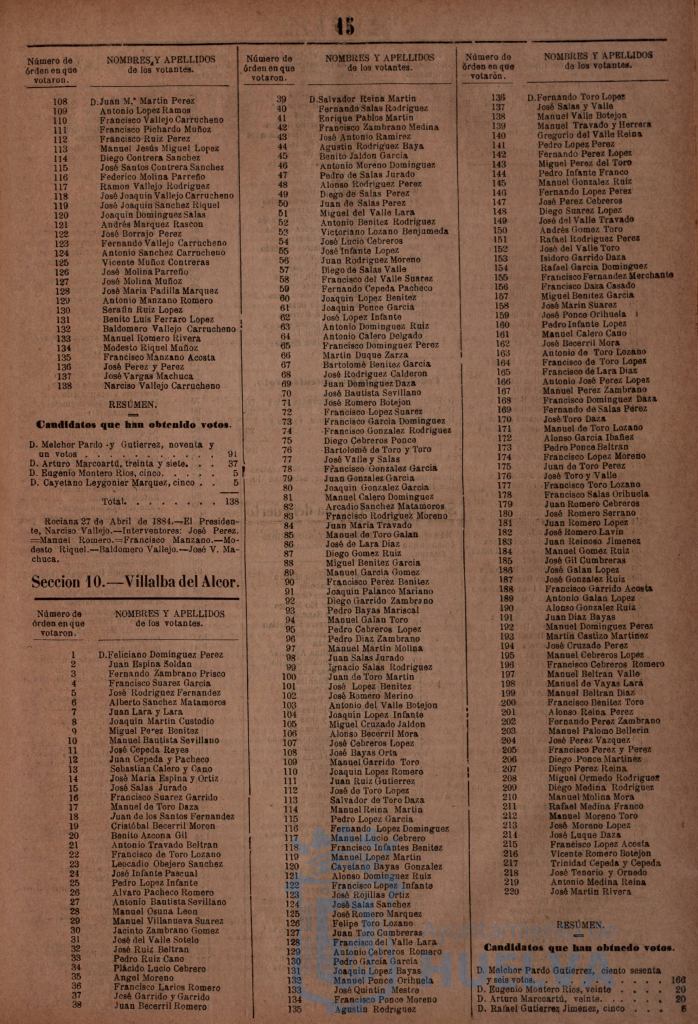 15
Número de órden en que votaron.
NOMBRES Y APELLIDOS de los votantes.
108 D. Juan M.ª Martin Perez
109 Antonio Lopez Ramos
110 Francisco Vallejo Carrucheno
111 Francisco Pichardo Muñoz
112 Francisco Ruiz Perez
113 Manuel Jesús Miguel Lopez
114 Diego Contrera Sanchez
115 José Santos Contrera Sanchez
116 Federico Molina Parreño
117 Ramon Vallejo Rodriguez
118 José Joaquin Vallejo Carrucheno
119 José Joaquin Sanchez Riquel
120 Joaquin Dominguez Salas
121 Andrés Marquez Rascon
122 José Borrajo Perez
123 Fernando Vallejo Carrucheno
124 Antonio Sanchez Carrucheno
125 Vicente Muñoz Contreras
126 José Molina Parreño
127 José Molina Muñoz
128 José Maria Padilla Marquez
129 Antonio Manzano Romero
130 Serafin Ruiz Lopez
131 Benito Luis Ferraro Lopez
132 Baldomero Vallejo Carrucheno
133 Manuel Romero Rivera
134 Modesto Riquel Muñoz
135 Francisco Manzano Acosta
136 José Perez y Perez
137 José Vargas Machuca
138 Narciso Vallejo Carrucheno
RESÚMEN.
Candidatos que han obtenido votos.
D. Melchor Pardo y Gutierrez, noventa y
un votos . . . . . . . . 91
D. Arturo Marcoartú, treinta y siete. . . 37
D. Eugenio Montero Rios, cinco. . . . 5
D. Cayetano Leygonier Marquez, cinco . . 5
Total. . . . . . . . 138
Rociana 27 de Abril de 1884.—El Presiden-
te, Narciso Vallejo.—Interventores: José Perez.
=Manuel Romero.=Francisco Manzano.—Mo-
desto Riquel.—Baldomero Vallejo.—José V. Ma-
chuca.
Seccion 10.—Villalba del Alcor.
Número de órden en que votaron.
NOMBRES Y APELLIDOS de los votantes.
1 D. Feliciano Dominguez Perez
2 Juan Espina Soldan
3 Fernando Zambrano Prisco
4 Francisco Suarez Garcia
5 José Rodriguez Fernandez
6 Alberto Sanchez Matamoros
7 Juan Lara y Lara
8 Joaquin Martin Custodio
9 Miguel Perez Benitez
10 Manuel Bautista Sevillano
11 José Cepeda Reyes
12 Juan Cepeda y Pacheco
13 Sebastian Calero y Cano
14 José Maria Espina y Ortiz
15 José Salas Jurado
16 Francisco Suarez Garrido
17 Manuel de Toro Daza
18 Juan de los Santos Fernandez
19 Cristóbal Becerril Moron
20 Benito Azcona Gil
21 Antonio Travado Beltran
22 Francisco de Toro Lozano
23 Leocadio Obejero Sanchez
24 José Infante Pascual
25 Pedro Lopez Infante
26 Alvaro Pacheco Romero
27 Antonio Bautista Sevillano
28 Manuel Osuna Leon
29 Manuel Villanueva Suarez
30 Jacinto Zambrano Gomez
31 José del Valle Sotelo
32 José Ruiz Beltran
33 Pedro Ruiz Cano
34 Plácido Lucio Cebrero
35 Angel Moreno
36 Francisco Larios Romero
37 José Garrido y Garrido
38 Juan Becerril Romero
Número de órden en que votaron.
NOMBRES Y APELLIDOS de los votantes.
39 D. Salvador Reina Martin
40 Fernando Salas Rodriguez
41 Enrique Pablos Martin
42 Francisco Zambrano Medina
43 José Antonio Ramirez
44 Agustin Rodriguez Baya
45 Benito Jaldon Garcia
46 Antonio Moreno Dominguez
47 Pedro de Salas Jurado
48 Alonso Rodriguez Perez
49 Diego de Salas Perez
50 Juan de Salas Perez
51 Miguel del Valle Lara
52 Antonio Benitez Rodriguez
53 Victoriano Lozano Benjumeda
54 José Lucio Cebreros
55 José Infante Lopez
56 Juan Rodriguez Moreno
57 Diego de Salas Valle
58 Francisco del Valle Suarez
59 Fernando Cepeda Pacheco
60 Joaquin Lopez Benitez
61 Joaquin Ponce Garcia
62 José Lopez Infante
63 Antonio Dominguez Ruiz
64 Antonio Calero Delgado
65 Francisco Dominguez Perez
66 Martin Duque Zarza
67 Bartolomé Benitez Garcia
68 José Rodriguez Calderon
69 Juan Dominguez Daza
70 José Bautista Sevillano
71 José Romero Botejon
72 Francisco Lopez Suarez
73 Francisco Garcia Dominguez
74 Francisco Gonzalez Rodriguez
75 Diego Cebreros Ponce
76 Bartolomé de Toro y Toro
77 José Valle y Salas
78 Francisco Gonzalez Garcia
79 Juan Gonzalez Garcia
80 Joaquin Gonzalez Garcia
81 Manuel Calero Dominguez
82 Arcadio Sanchez Matamoros
83 Francisco Rodriguez Moreno
84 Juan Maria Travado
85 Manuel de Toro Galan
86 José de Lara Diaz
87 Diego Gomez Ruiz
88 Miguel Benitez Garcia
89 Manuel Garcia Gomez
90 Francisco Perez Benitez
91 Joaquin Palanco Mariano
92 Diego Garrido Zambrano
93 Pedro Bayas Mariscal
94 Manuel Galan Toro
95 Pedro Cebreros Lopez
96 Pedro Diaz Zambrano
97 Manuel Martin Molina
98 Juan Salas Jurado
99 Ignacio Salas Rodriguez
100 Juan de Toro Martin
101 José Lopez Benitez
102 José Romero Merino
103 Antonio del Valle Botejon
104 Joaquin Lopez Infante
105 Miguel Cruzado Jaldon
106 Alonso Becerril Mora
107 José Cebreros Lopez
108 José Bayas Orta
109 Manuel Garrido Toro
110 Joaquin Lopez Romero
111 Juan Ruiz Gutierrez
112 José de Toro Lopez
113 Salvador de Toro Daza
114 Manuel Reina Martin
115 Pedro Lopez Garcia
116 Fernando Lopez Dominguez
117 Manuel Lucio Cebrero
118 Francisco Infantes Benitez
119 Manuel Lopez Martin
120 Cayetano Bayas Gonzalez
121 Alonso Dominguez Ruiz
122 Francisco Lopez Infante
123 José Rojillas Ortiz
124 José Salas Sanchez
125 José Romero Marquez
126 Felipe Toro Lozano
127 Juan Toro Cumbreras
128 Francisco del Valle Lara
129 Antonio Cebreros Romero
130 Pedro Garcia Garcia
131 Joaquin Lopez Bayas
132 Manuel Ponce Orihuela
133 José Quintin Mestre
134 Francisco Ponce Moreno
135 Agustin Rodriguez
Número de órden en que votaron.
NOMBRES Y APELLIDOS de los votantes.
136 D. Fernando Toro Lopez
137 José Salas y Valle
138 Manuel Valle Botejon
139 Manuel Travado y Herrera
140 Gregorio del Valle Reina
141 Pedro Lopez Perez
142 Fernando Perez Lopez
143 Miguel Perez del Toro
144 Pedro Infante Franco
145 Manuel Gonzalez Ruiz
146 Fernando Lopez Perez
147 José Perez Cebreros
148 Diego Suarez Lopez
149 José del Valle Travado
150 Andrés Gomez Toro
151 Rafael Rodriguez Perez
152 José del Valle Toro
153 Isidoro Garrido Daza
154 Rafael Garcia Dominguez
155 Francisco Fernandez Merchante
156 Francisco Daza Casado
157 Miguel Benitez Garcia
158 José Marin Suarez
159 José Ponce Orihuela
160 Pedro Infante Lopez
161 Manuel Calero Cano
162 José Becerril Mora
163 Antonio de Toro Lozano
164 Francisco Lopez Perez
165 Francisco de Lara Diaz
166 Antonio José Perez Lopez
167 Manuel Perez Zambrano
168 Francisco Dominguez Daza
169 Fernando de Salas Perez
170 José Toro Daza
171 Manuel de Toro Lozano
172 Alonso Garcia Ibañez
173 Pedro Ponce Beltran
174 Francisco Lopez Moreno
175 Juan de Toro Perez
176 José Toro y Valle
177 Francisco Toro Lozano
178 Francisco Salas Orihuela
179 Juan Romero Cebreros
180 José Romero Serrano
181 Juan Romero Lopez
182 José Romero Lavin
183 Juan Reinoso Jimenez
184 Manuel Gomez Ruiz
185 José Gil Cumbreras
186 José Galan Lopez
187 José Gonzalez Ruiz
188 Francisco Garrido Acosta
189 Antonio Galan Lopez
190 Alonso Gonzalez Ruiz
191 Juan Diaz Bayas
192 Manuel Dominguez Perez
193 Martin Castizo Martinez
194 José Cruzado Perez
195 Manuel Cebreros Lopez
196 Francisco Cebreros Romero
197 Manuel Beltran Valle
198 Manuel de Vayas Lara
199 Manuel Beltran Diaz
200 Francisco Benitez Toro
201 Alonso Reina Perez
202 Fernando Perez Zambrano
203 Manuel Palomo Bellerin
204 José Perez Vazquez
205 Francisco Perez y Perez
206 Diego Ponce Martinez
207 Diego Perez Reina
208 Miguel Ormedo Rodriguez
209 Diego Medina Rodriguez
210 Manuel Molina Mora
211 Rafael Medina Franco
212 Manuel Moreno Toro
213 José Moreno Lopez
214 José Luque Daza
215 Francisco Lopez Acosta
216 Vicente Romero Botejon
217 Trinidad Cepeda y Cepeda
218 José Tenorio y Ornedo
219 Antonio Medina Reina
220 José Martin Rivera
RESÚMEN.
Candidatos que han obtnedo votos.
D. Melchor Pardo Gutierrez, ciento sesenta
y seis votos. . . . . . . . 166
D. Eugenio Montero Rios, veinte . . . 20
D. Arturo Marcoartú, veinte. . . . 20
D. Rafael Gutierrez Jimenez, cinco . . 5
HUELVA